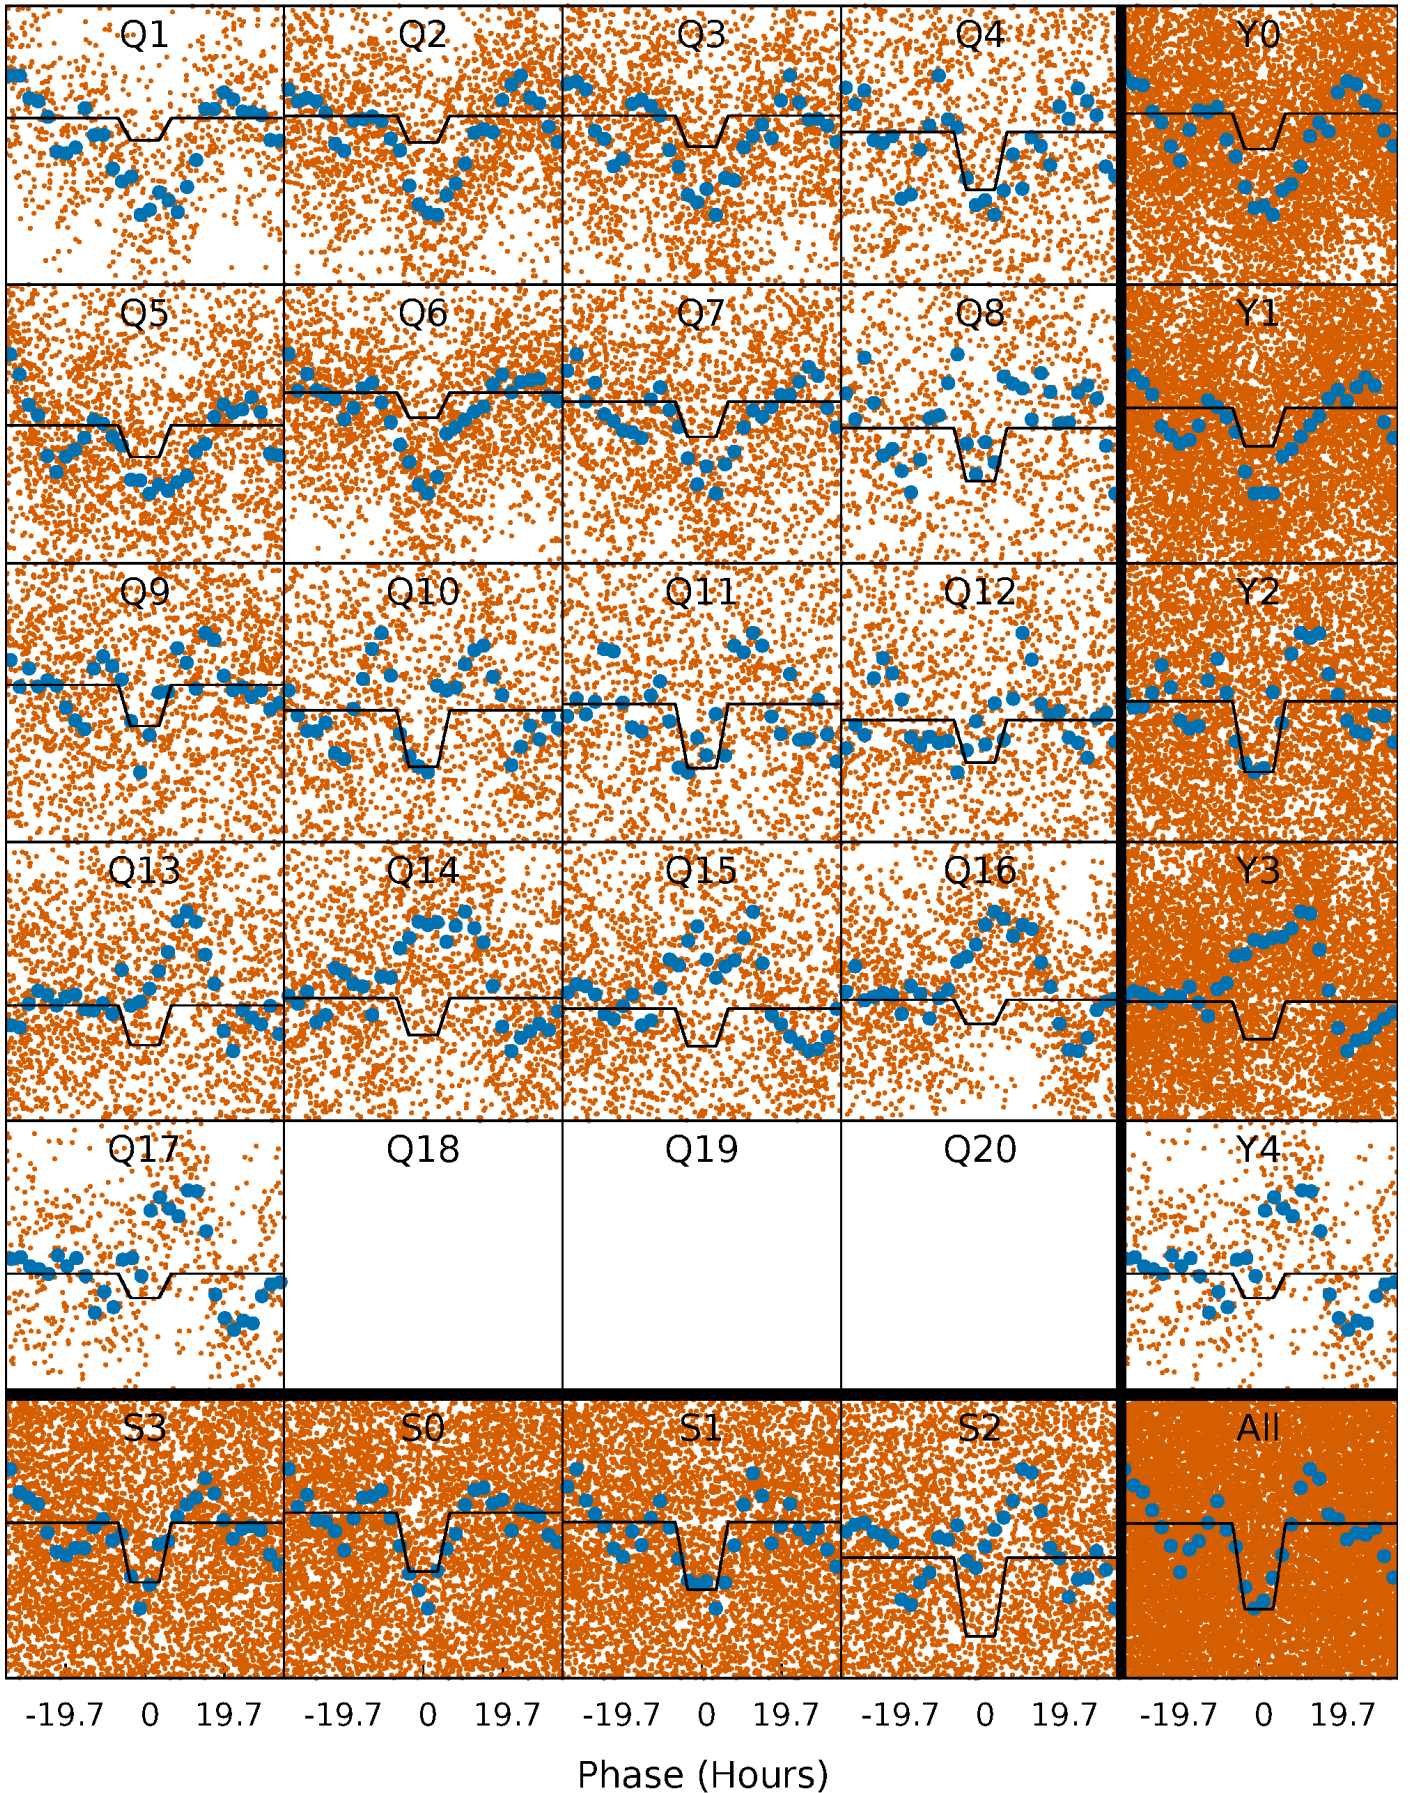 Q1 Q2 Q3 Q4 Y0
Q5 Q6 Q7 Q8 Y1
Q9 Q10 Q11 Q12 Y2
Q13 Q14 Q15 Q16 Y3
Q17 Q18 Q19 Q20 Y4
S3 S0 S1 S2 All
-19.7 0 19.7 -19.7 0 19.7 -19.7 0 19.7 -19.7 0 19.7 -19.7 0 19.7
Phase (Hours)